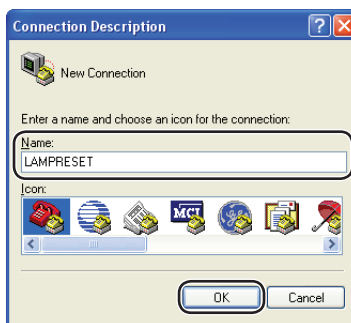 Connection Description
New Connection
Enter a name and choose an icon for the connection:
Name:
LAMPRESET
Icon:
MCI
OK
Cancel